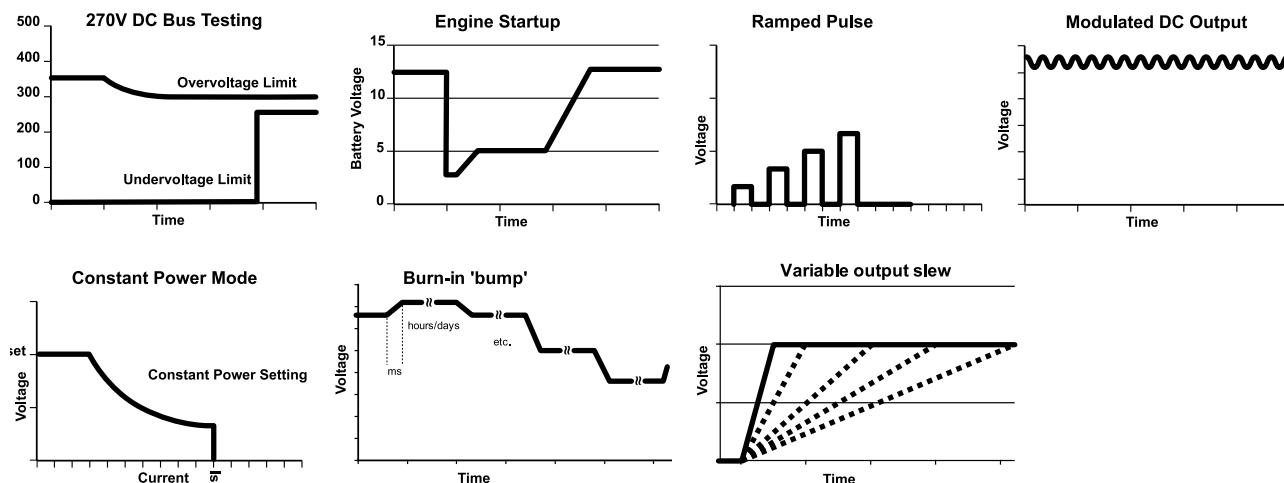 270V DC Bus Testing
500
400
300
200
100
0
Overvoltage Limit
Undervoltage Limit
Time
Engine Startup
15
10
5
0
Battery Voltage
Time
Ramped Pulse
Voltage
Time
Modulated DC Output
Voltage
Time
Constant Power Mode
set
Voltage
Constant Power Setting
Current
Is
Burn-in 'bump'
Voltage
hours/days
ms
etc.
Time
Variable output slew
Voltage
Time